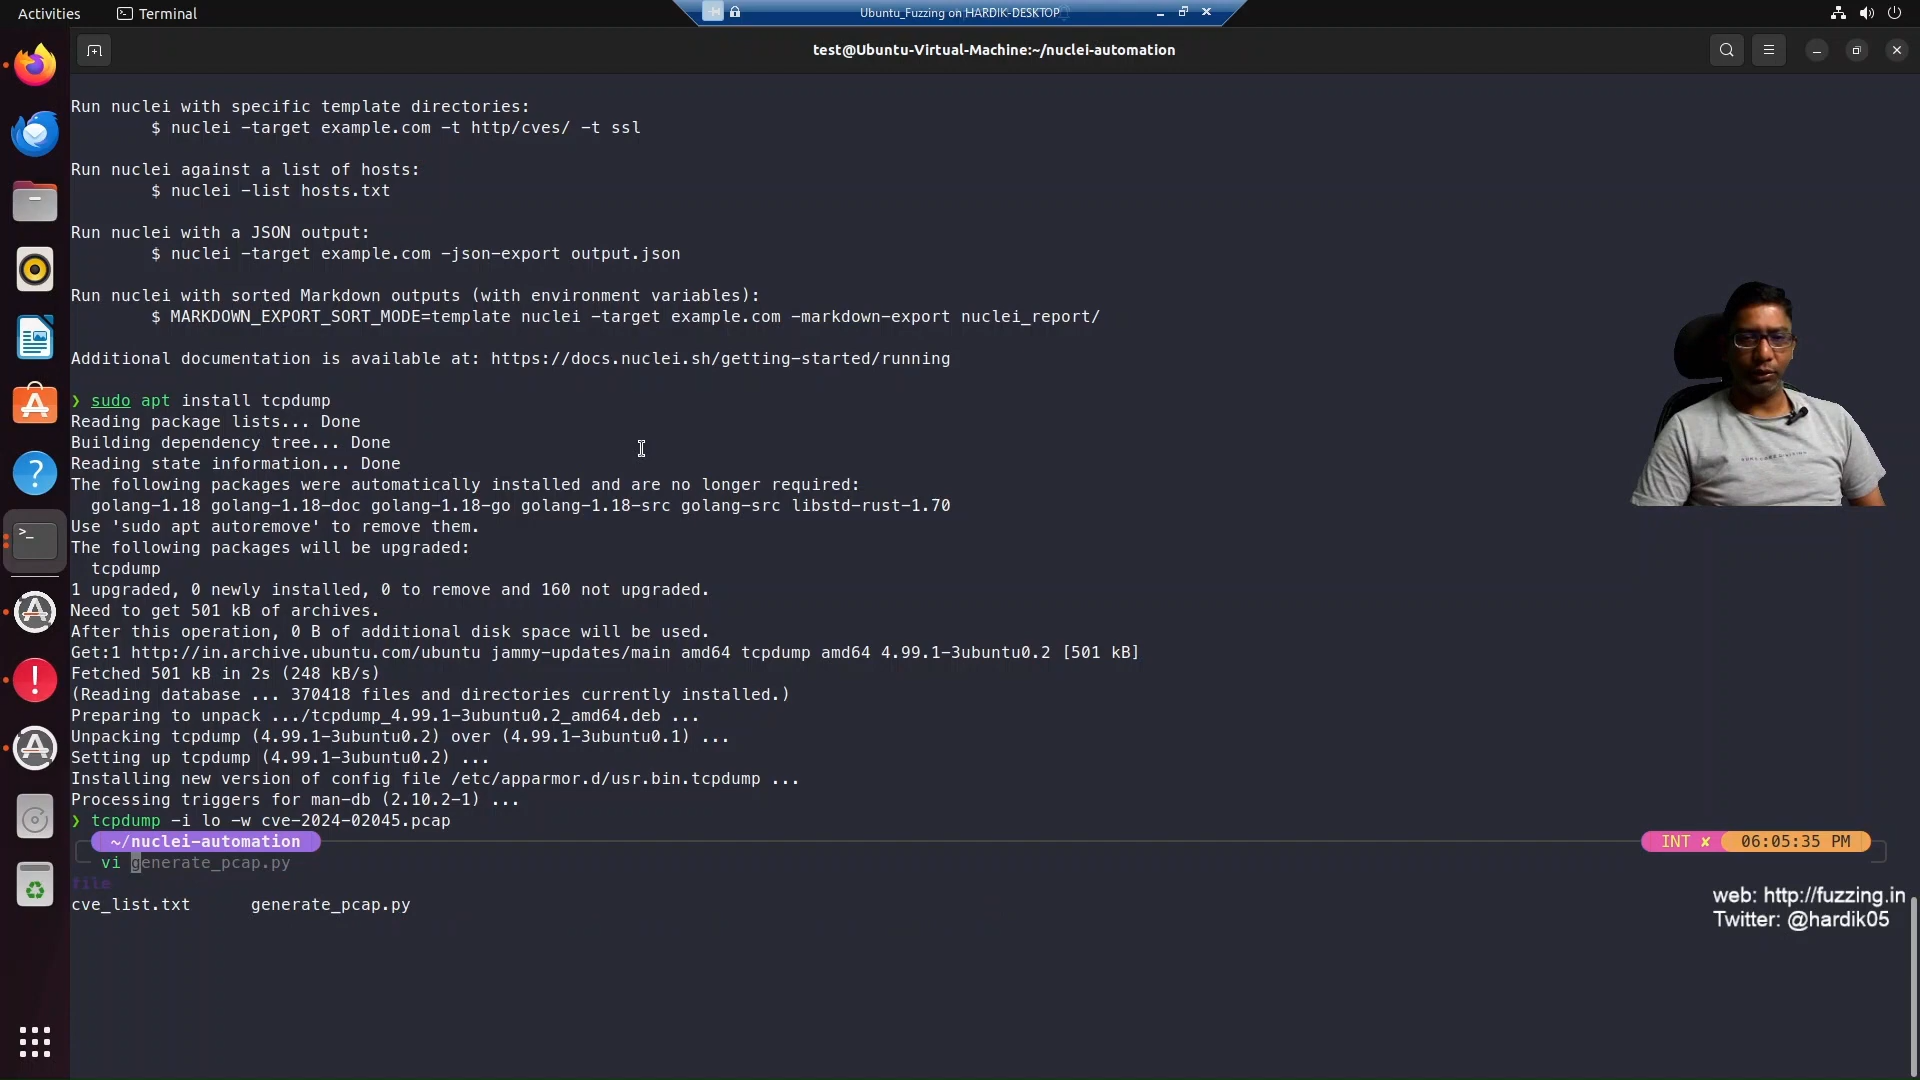 Activities
Terminal
Ubuntu_Fuzzing on HARDIK-DESKTOP
test@Ubuntu-Virtual-Machine:~/nuclei-automation
Run nuclei with specific template directories:
$ nuclei -target example.com -t http/cves/ -t ssl
Run nuclei against a list of hosts:
$ nuclei -list hosts.txt
Run nuclei with a JSON output:
$ nuclei -target example.com -json-export output.json
Run nuclei with sorted Markdown outputs (with environment variables):
$ MARKDOWN_EXPORT_SORT_MODE=template nuclei -target example.com -markdown-export nuclei_report/
Additional documentation is available at: https://docs.nuclei.sh/getting-started/running
❯ sudo apt install tcpdump
Reading package lists... Done
Building dependency tree... Done
Reading state information... Done
The following packages were automatically installed and are no longer required:
golang-1.18 golang-1.18-doc golang-1.18-go golang-1.18-src golang-src libstd-rust-1.70
Use 'sudo apt autoremove' to remove them.
The following packages will be upgraded:
tcpdump
1 upgraded, 0 newly installed, 0 to remove and 160 not upgraded.
Need to get 501 kB of archives.
After this operation, 0 B of additional disk space will be used.
Get:1 http://in.archive.ubuntu.com/ubuntu jammy-updates/main amd64 tcpdump amd64 4.99.1-3ubuntu0.2 [501 kB]
Fetched 501 kB in 2s (248 kB/s)
(Reading database ... 370418 files and directories currently installed.)
Preparing to unpack .../tcpdump_4.99.1-3ubuntu0.2_amd64.deb ...
Unpacking tcpdump (4.99.1-3ubuntu0.2) over (4.99.1-3ubuntu0.1) ...
Setting up tcpdump (4.99.1-3ubuntu0.2) ...
Installing new version of config file /etc/apparmor.d/usr.bin.tcpdump ...
Processing triggers for man-db (2.10.2-1) ...
❯ tcpdump -i lo -w cve-2024-02045.pcap
~/nuclei-automation
INT ✘ 06:05:35 PM
vi generate_pcap.py
file
cve_list.txt generate_pcap.py
web: http://fuzzing.in
Twitter: @hardik05